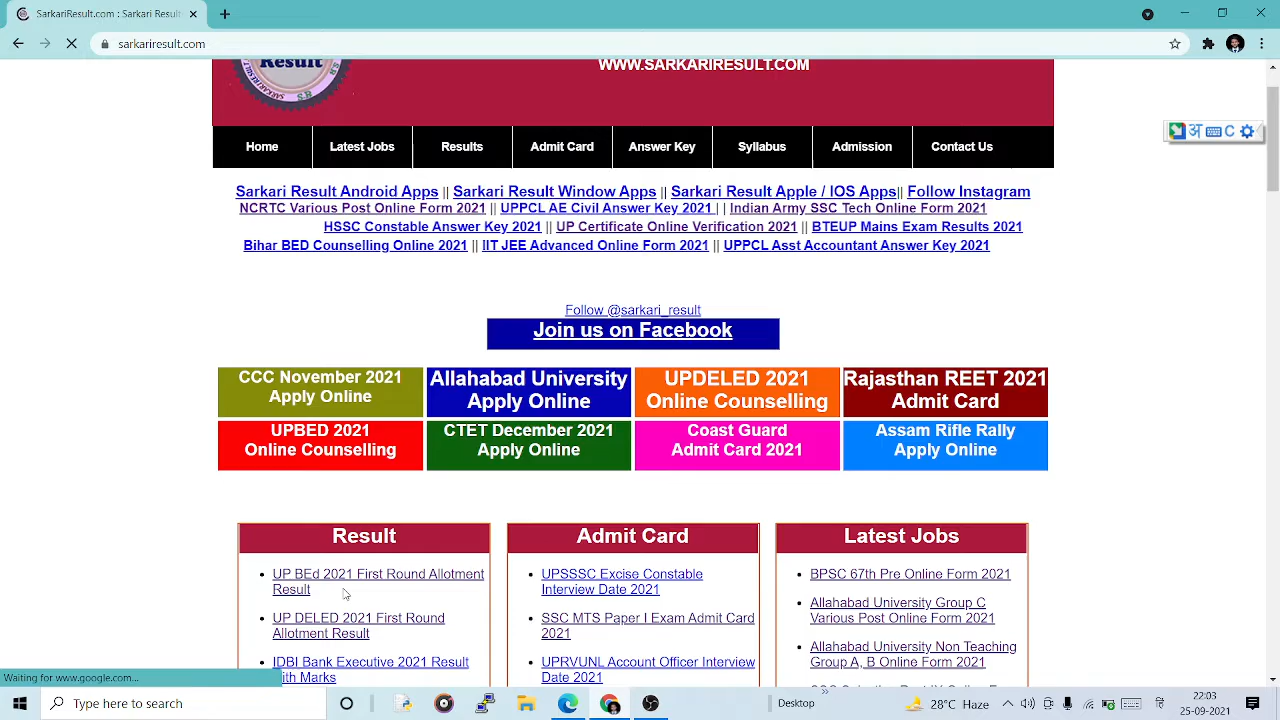 Sarkari Result: Sarkari Results S
sarkariresult.com
Result
SARKARIRESULT
S.B
WWW.SARKARIRESULT.COM
Home
Latest Jobs
Results
Admit Card
Answer Key
Syllabus
Admission
Contact Us
अ
C
Sarkari Result Android Apps || Sarkari Result Window Apps || Sarkari Result Apple / IOS Apps|| Follow Instagram
NCRTC Various Post Online Form 2021 || UPPCL AE Civil Answer Key 2021 | | Indian Army SSC Tech Online Form 2021
HSSC Constable Answer Key 2021 || UP Certificate Online Verification 2021 || BTEUP Mains Exam Results 2021
Bihar BED Counselling Online 2021 || IIT JEE Advanced Online Form 2021 || UPPCL Asst Accountant Answer Key 2021
Follow @sarkari_result
Join us on Facebook
CCC November 2021
Apply Online
Allahabad University
Apply Online
UPDELED 2021
Online Counselling
Rajasthan REET 2021
Admit Card
UPBED 2021
Online Counselling
CTET December 2021
Apply Online
Coast Guard
Admit Card 2021
Assam Rifle Rally
Apply Online
Result
UP BEd 2021 First Round Allotment
Result
UP DELED 2021 First Round
Allotment Result
IDBI Bank Executive 2021 Result
ith Marks
Admit Card
UPSSSC Excise Constable
Interview Date 2021
SSC MTS Paper I Exam Admit Card
2021
UPRVUNL Account Officer Interview
Date 2021
Latest Jobs
BPSC 67th Pre Online Form 2021
Allahabad University Group C
Various Post Online Form 2021
Allahabad University Non Teaching
Group A, B Online Form 2021
Waiting for www.google.com...
Type here to search
Desktop
28°C Haze
22:03
25-09-2021